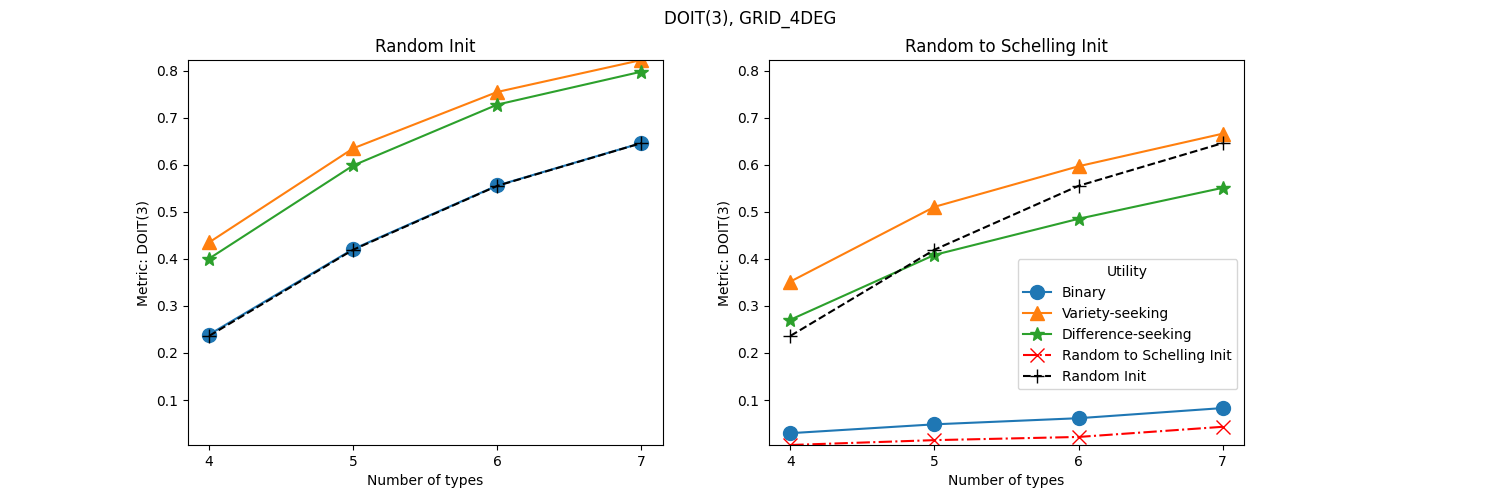 DOIT(3), GRID_4DEG
Random Init
0.8
0.7
0.6
0.5
0.4
0.3
0.2
0.1
Metric: DOIT(3)
4 5 6 7
Number of types
Random to Schelling Init
0.8
0.7
0.6
0.5
0.4
0.3
0.2
0.1
Metric: DOIT(3)
Utility
Binary
Variety-seeking
Difference-seeking
Random to Schelling Init
Random Init
4 5 6 7
Number of types